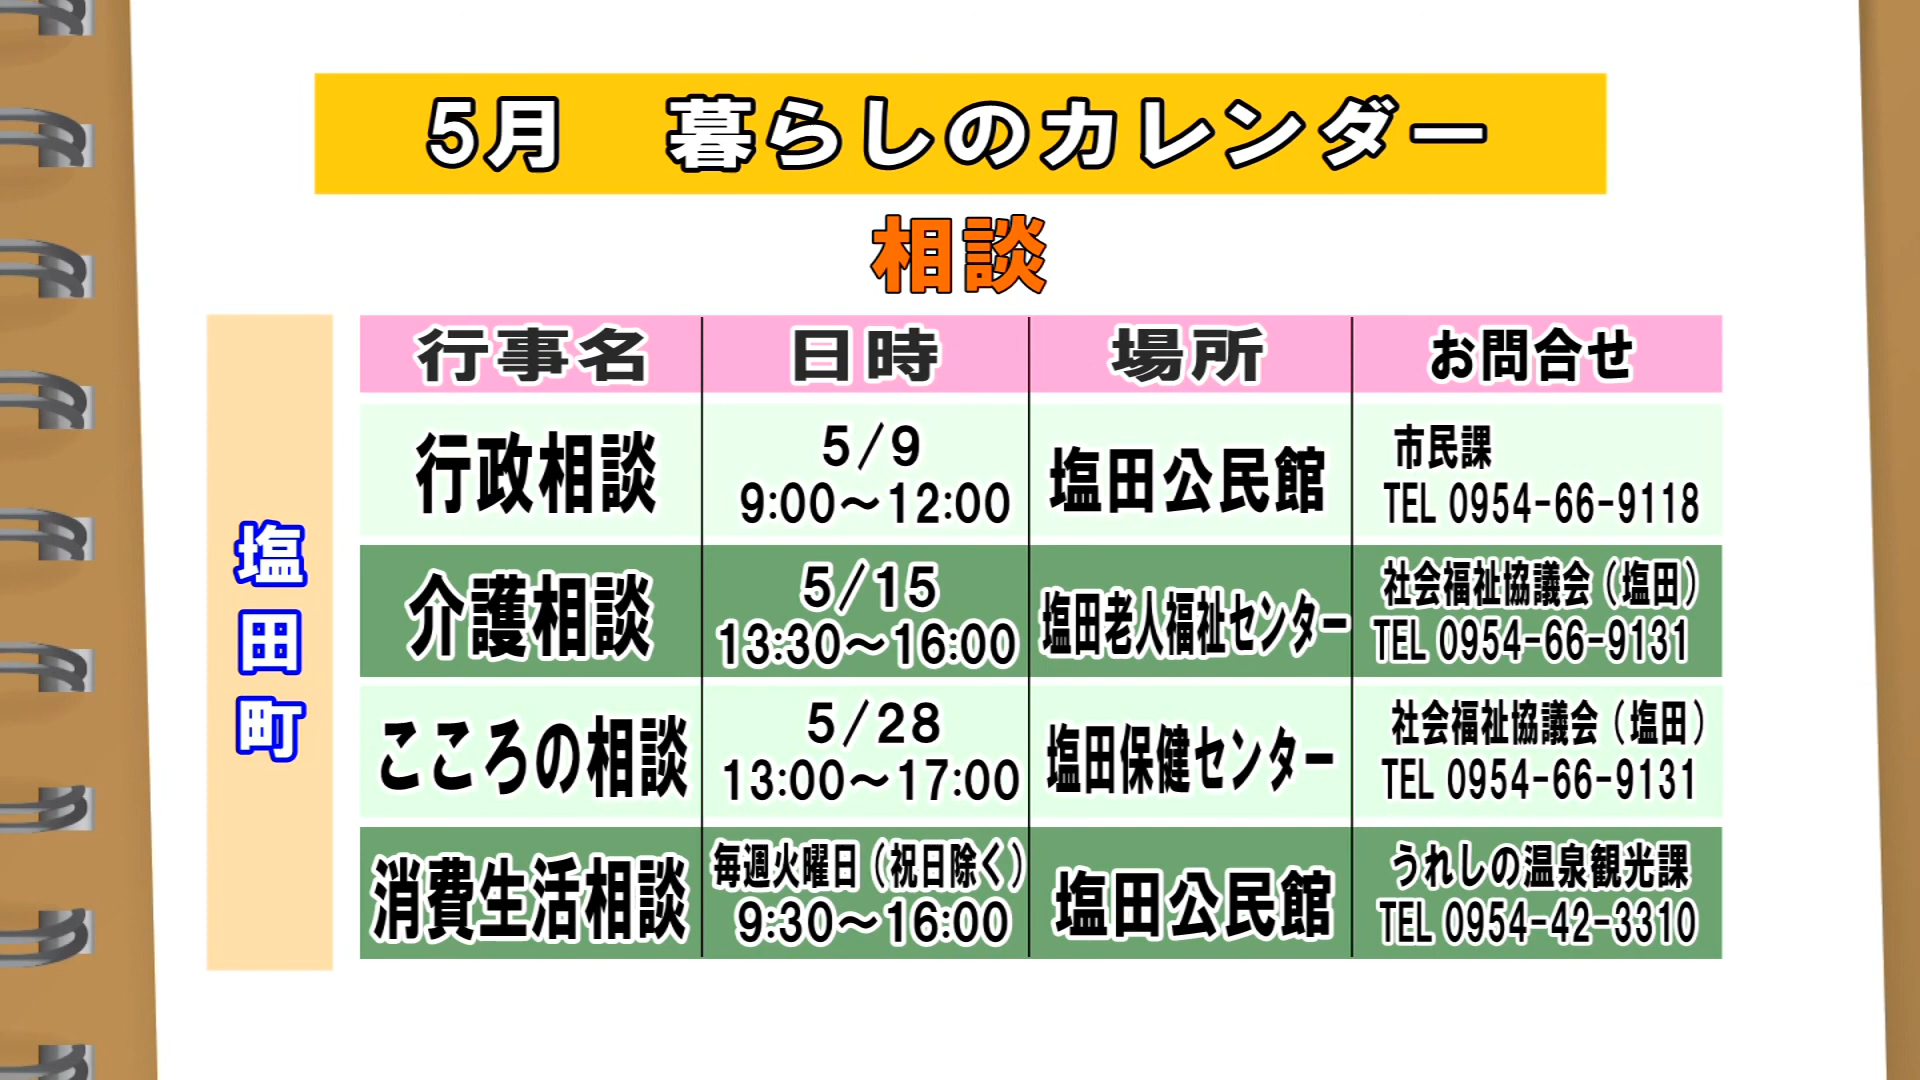 5月　暮らしのカレンダー
相談
塩田町
行事名 日時 場所 お問合せ
行政相談 5/9 9:00～12:00 塩田公民館 市民課 TEL 0954-66-9118
介護相談 5/15 13:30～16:00 塩田老人福祉センター 社会福祉協議会（塩田） TEL 0954-66-9131
こころの相談 5/28 13:00～17:00 塩田保健センター 社会福祉協議会（塩田） TEL 0954-66-9131
消費生活相談 毎週火曜日（祝日除く） 9:30～16:00 塩田公民館 うれしの温泉観光課 TEL 0954-42-3310